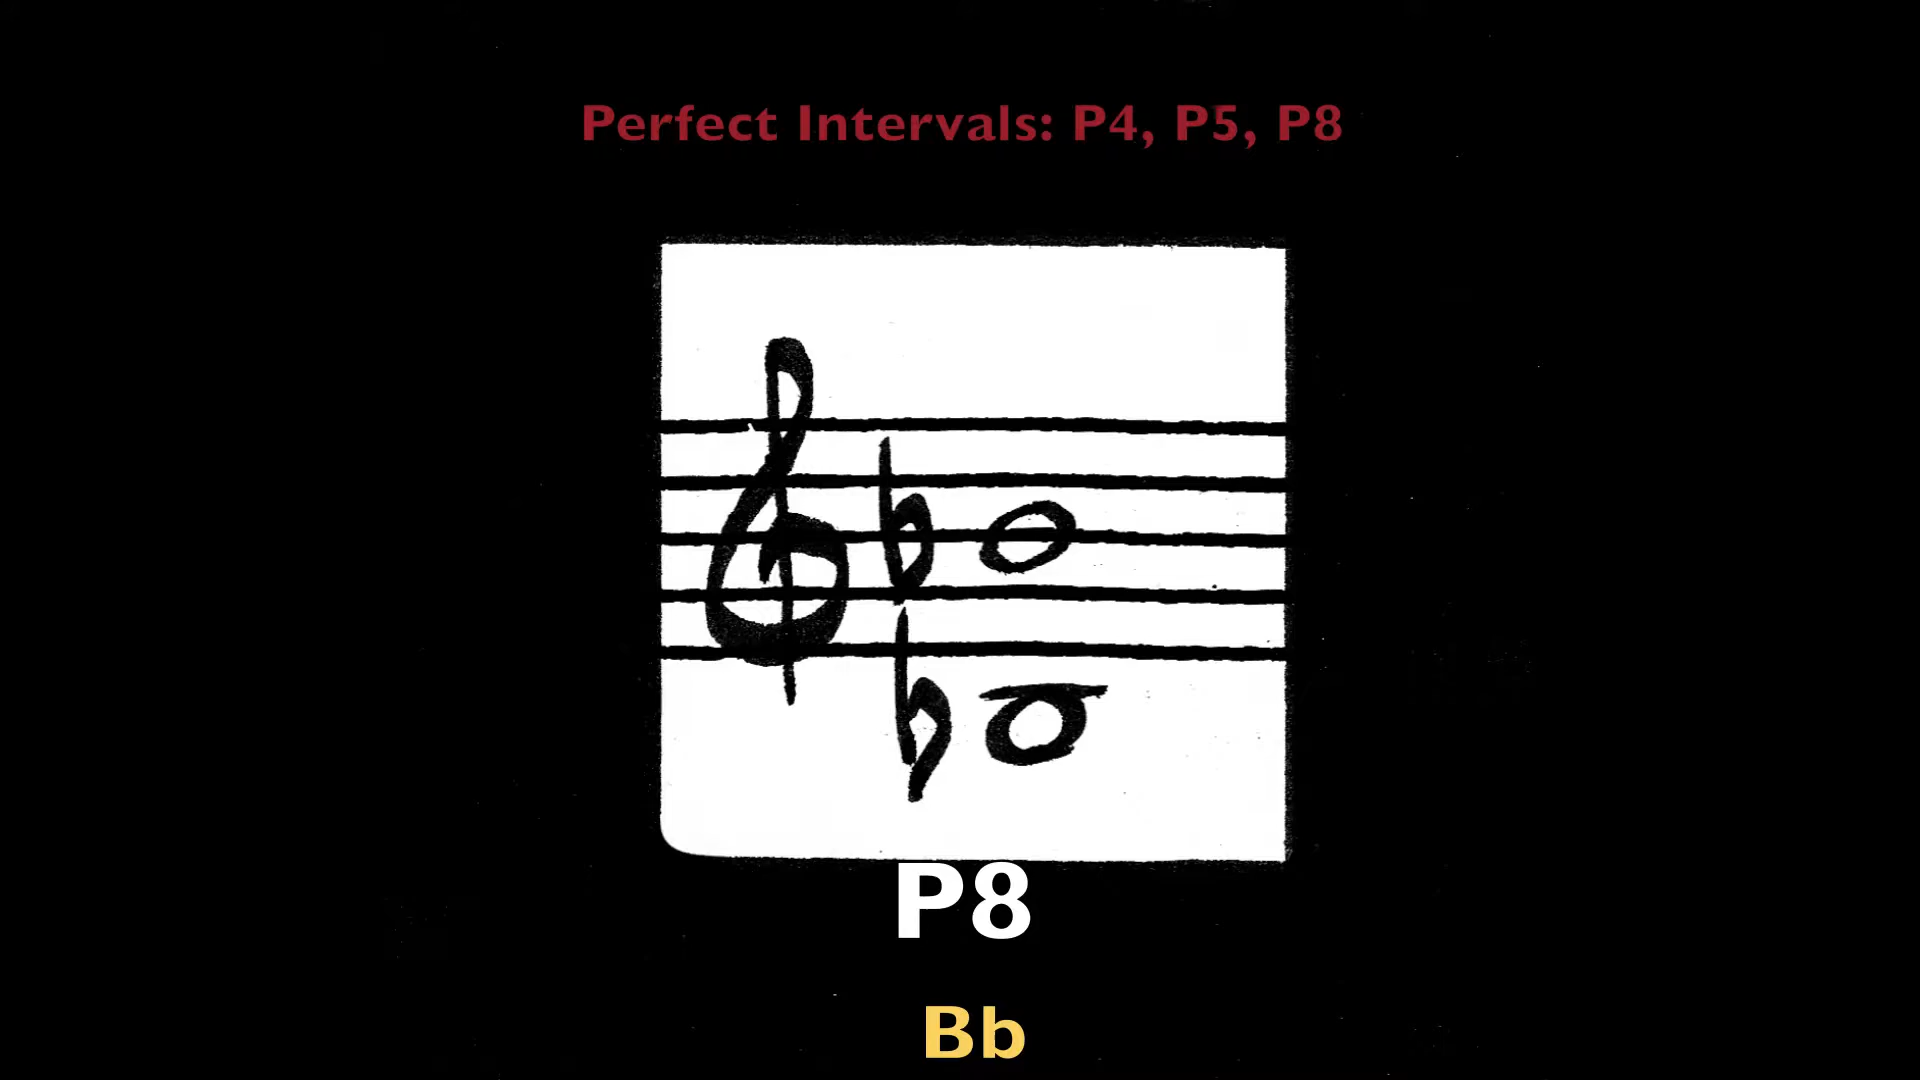 Perfect Intervals: P4, P5, P8
P8
Bb